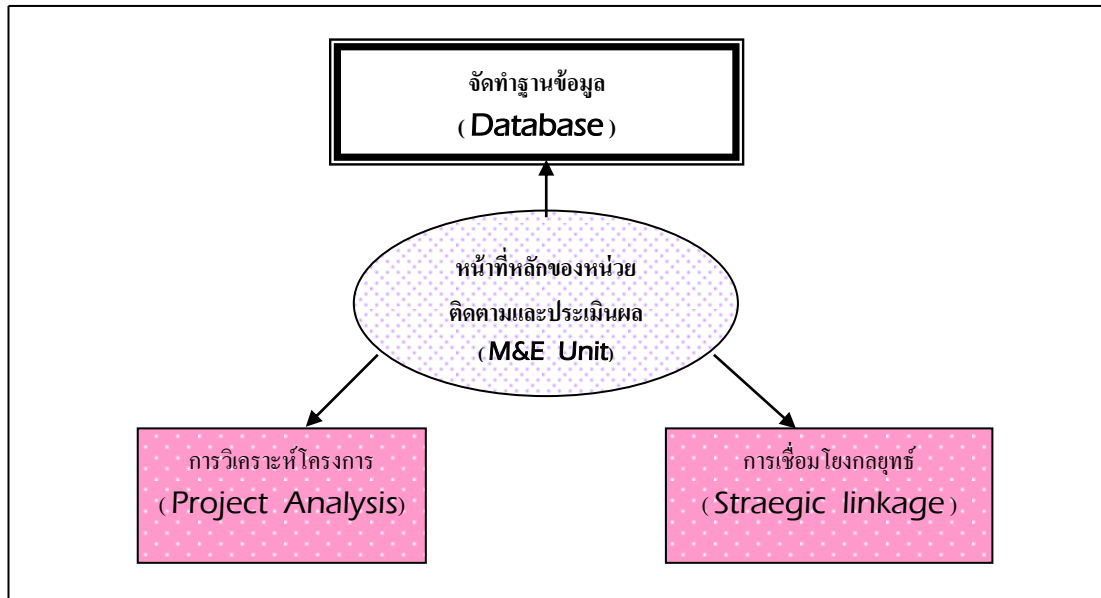 จัดทำฐานข้อมูล
( Database )
หน้าที่หลักของหน่วย
ติดตามและประเมินผล
( M&E Unit)
การวิเคราะห์โครงการ
( Project Analysis)
การเชื่อมโยงกลยุทธ์
( Straegic linkage )